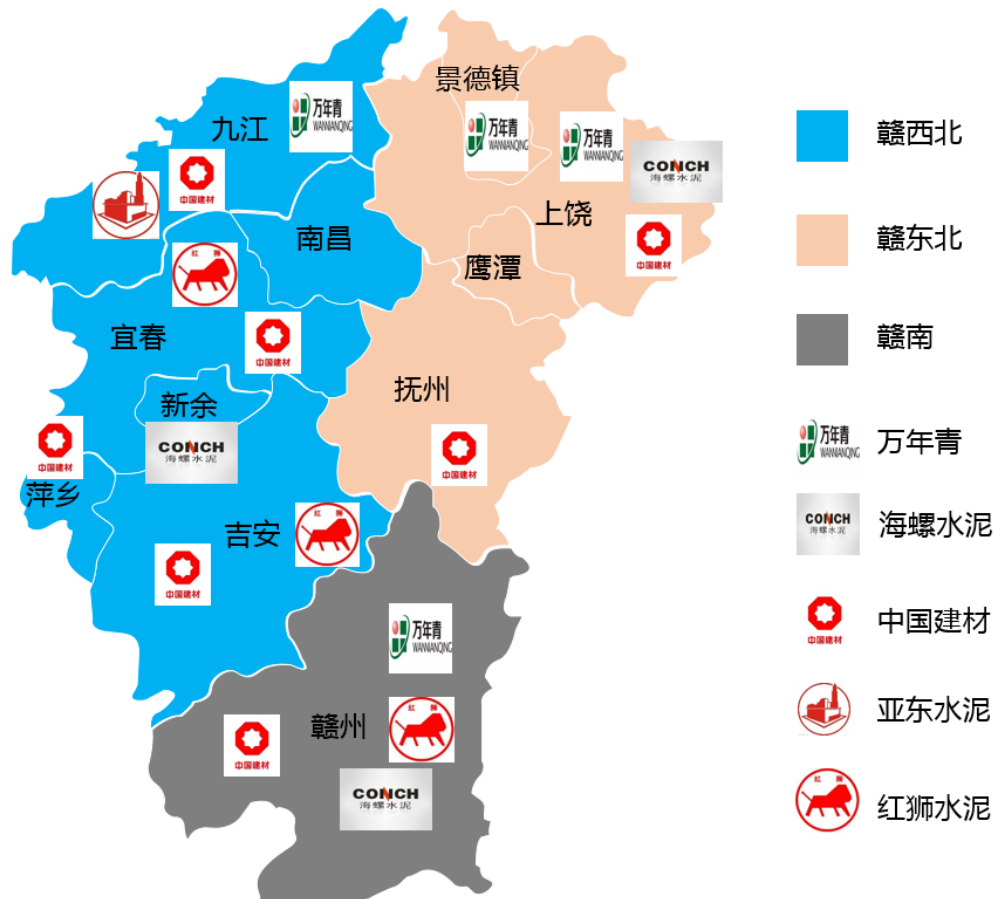 景德镇
万年青
WANNIANQING
九江
万年青
WANNIANQING
万年青
WANNIANQING
CONCH
海螺水泥
中国建材
上饶
南昌
中国建材
红狮
鹰潭
宜春
中国建材
抚州
新余
中国建材
CONCH
海螺水泥
中国建材
萍乡
红狮
吉安
中国建材
万年青
WANNIANQING
红狮
赣州
中国建材
CONCH
海螺水泥
赣西北
赣东北
赣南
万年青
WANNIANQING
万年青
CONCH
海螺水泥
海螺水泥
中国建材
中国建材
亚东水泥
红狮
红狮水泥